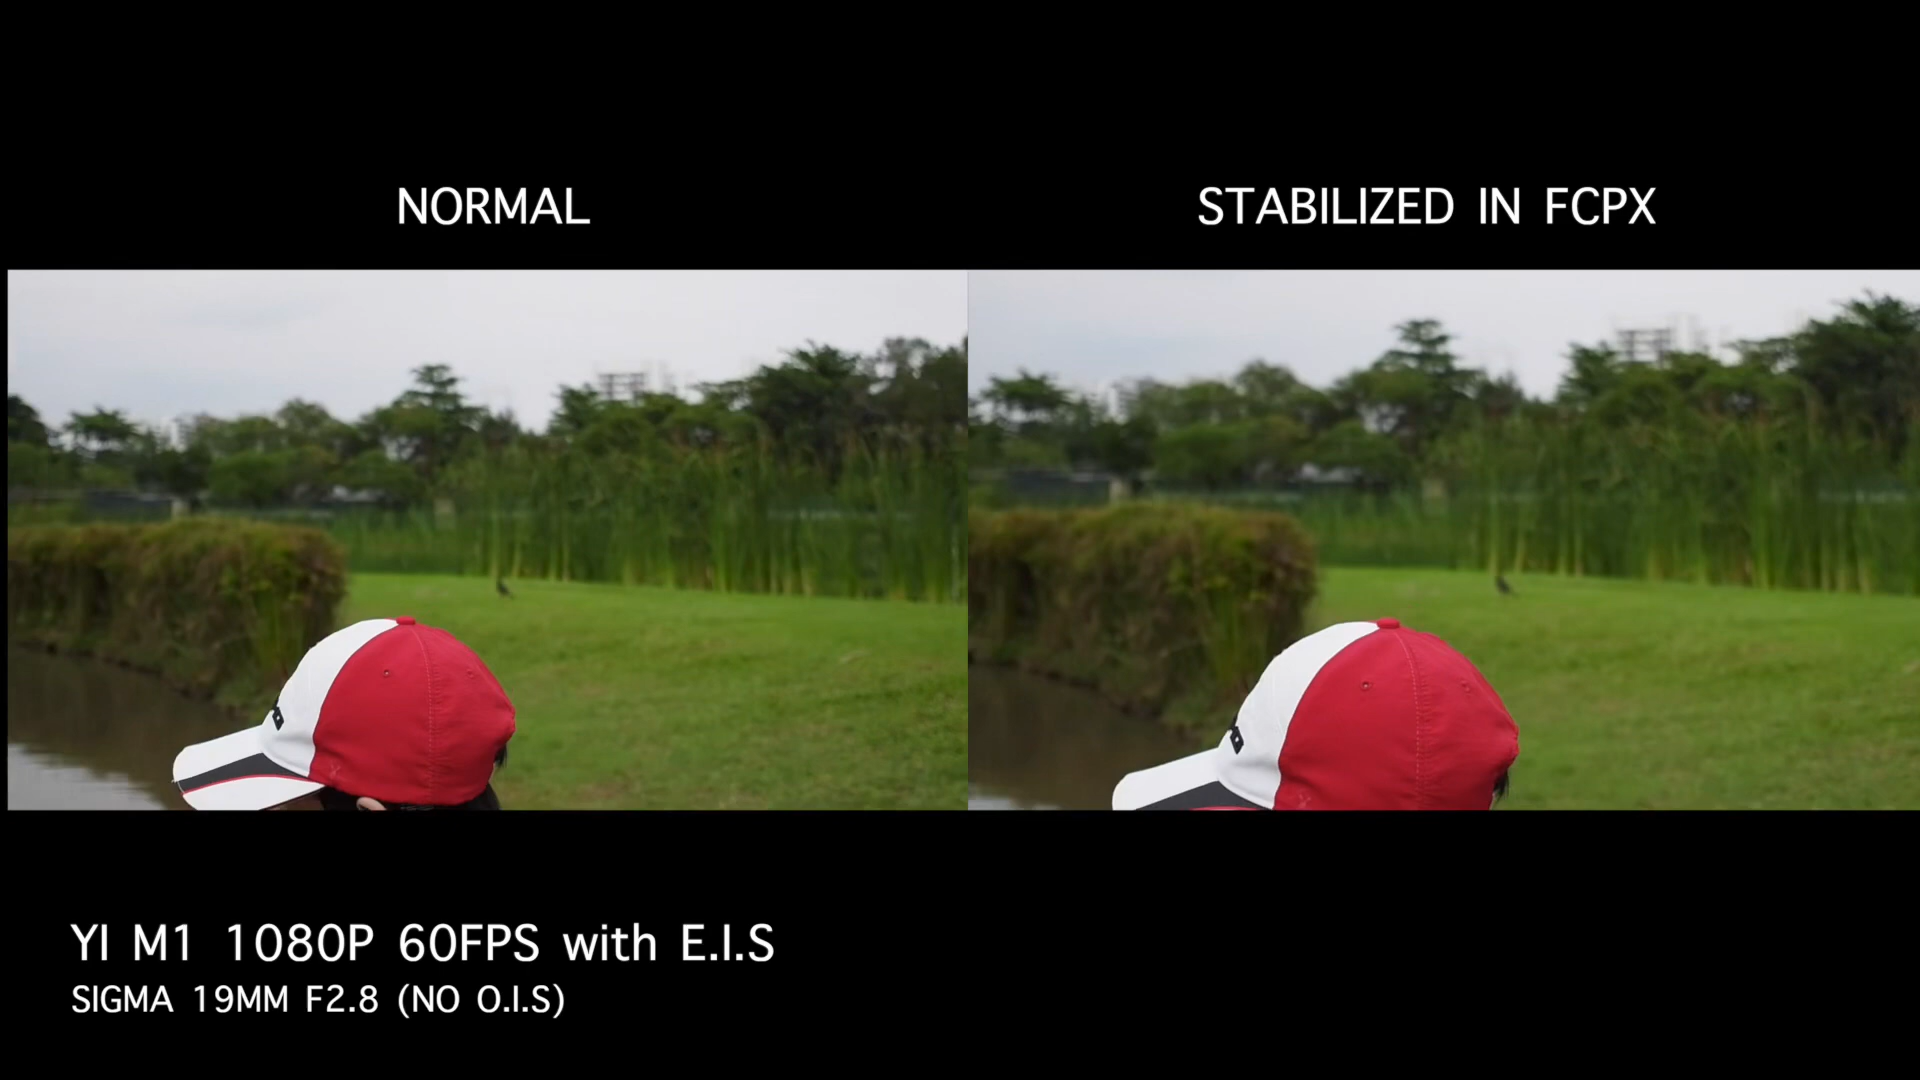 NORMAL
STABILIZED IN FCPX
YI M1 1080P 60FPS with E.I.S
SIGMA 19MM F2.8 (NO O.I.S)